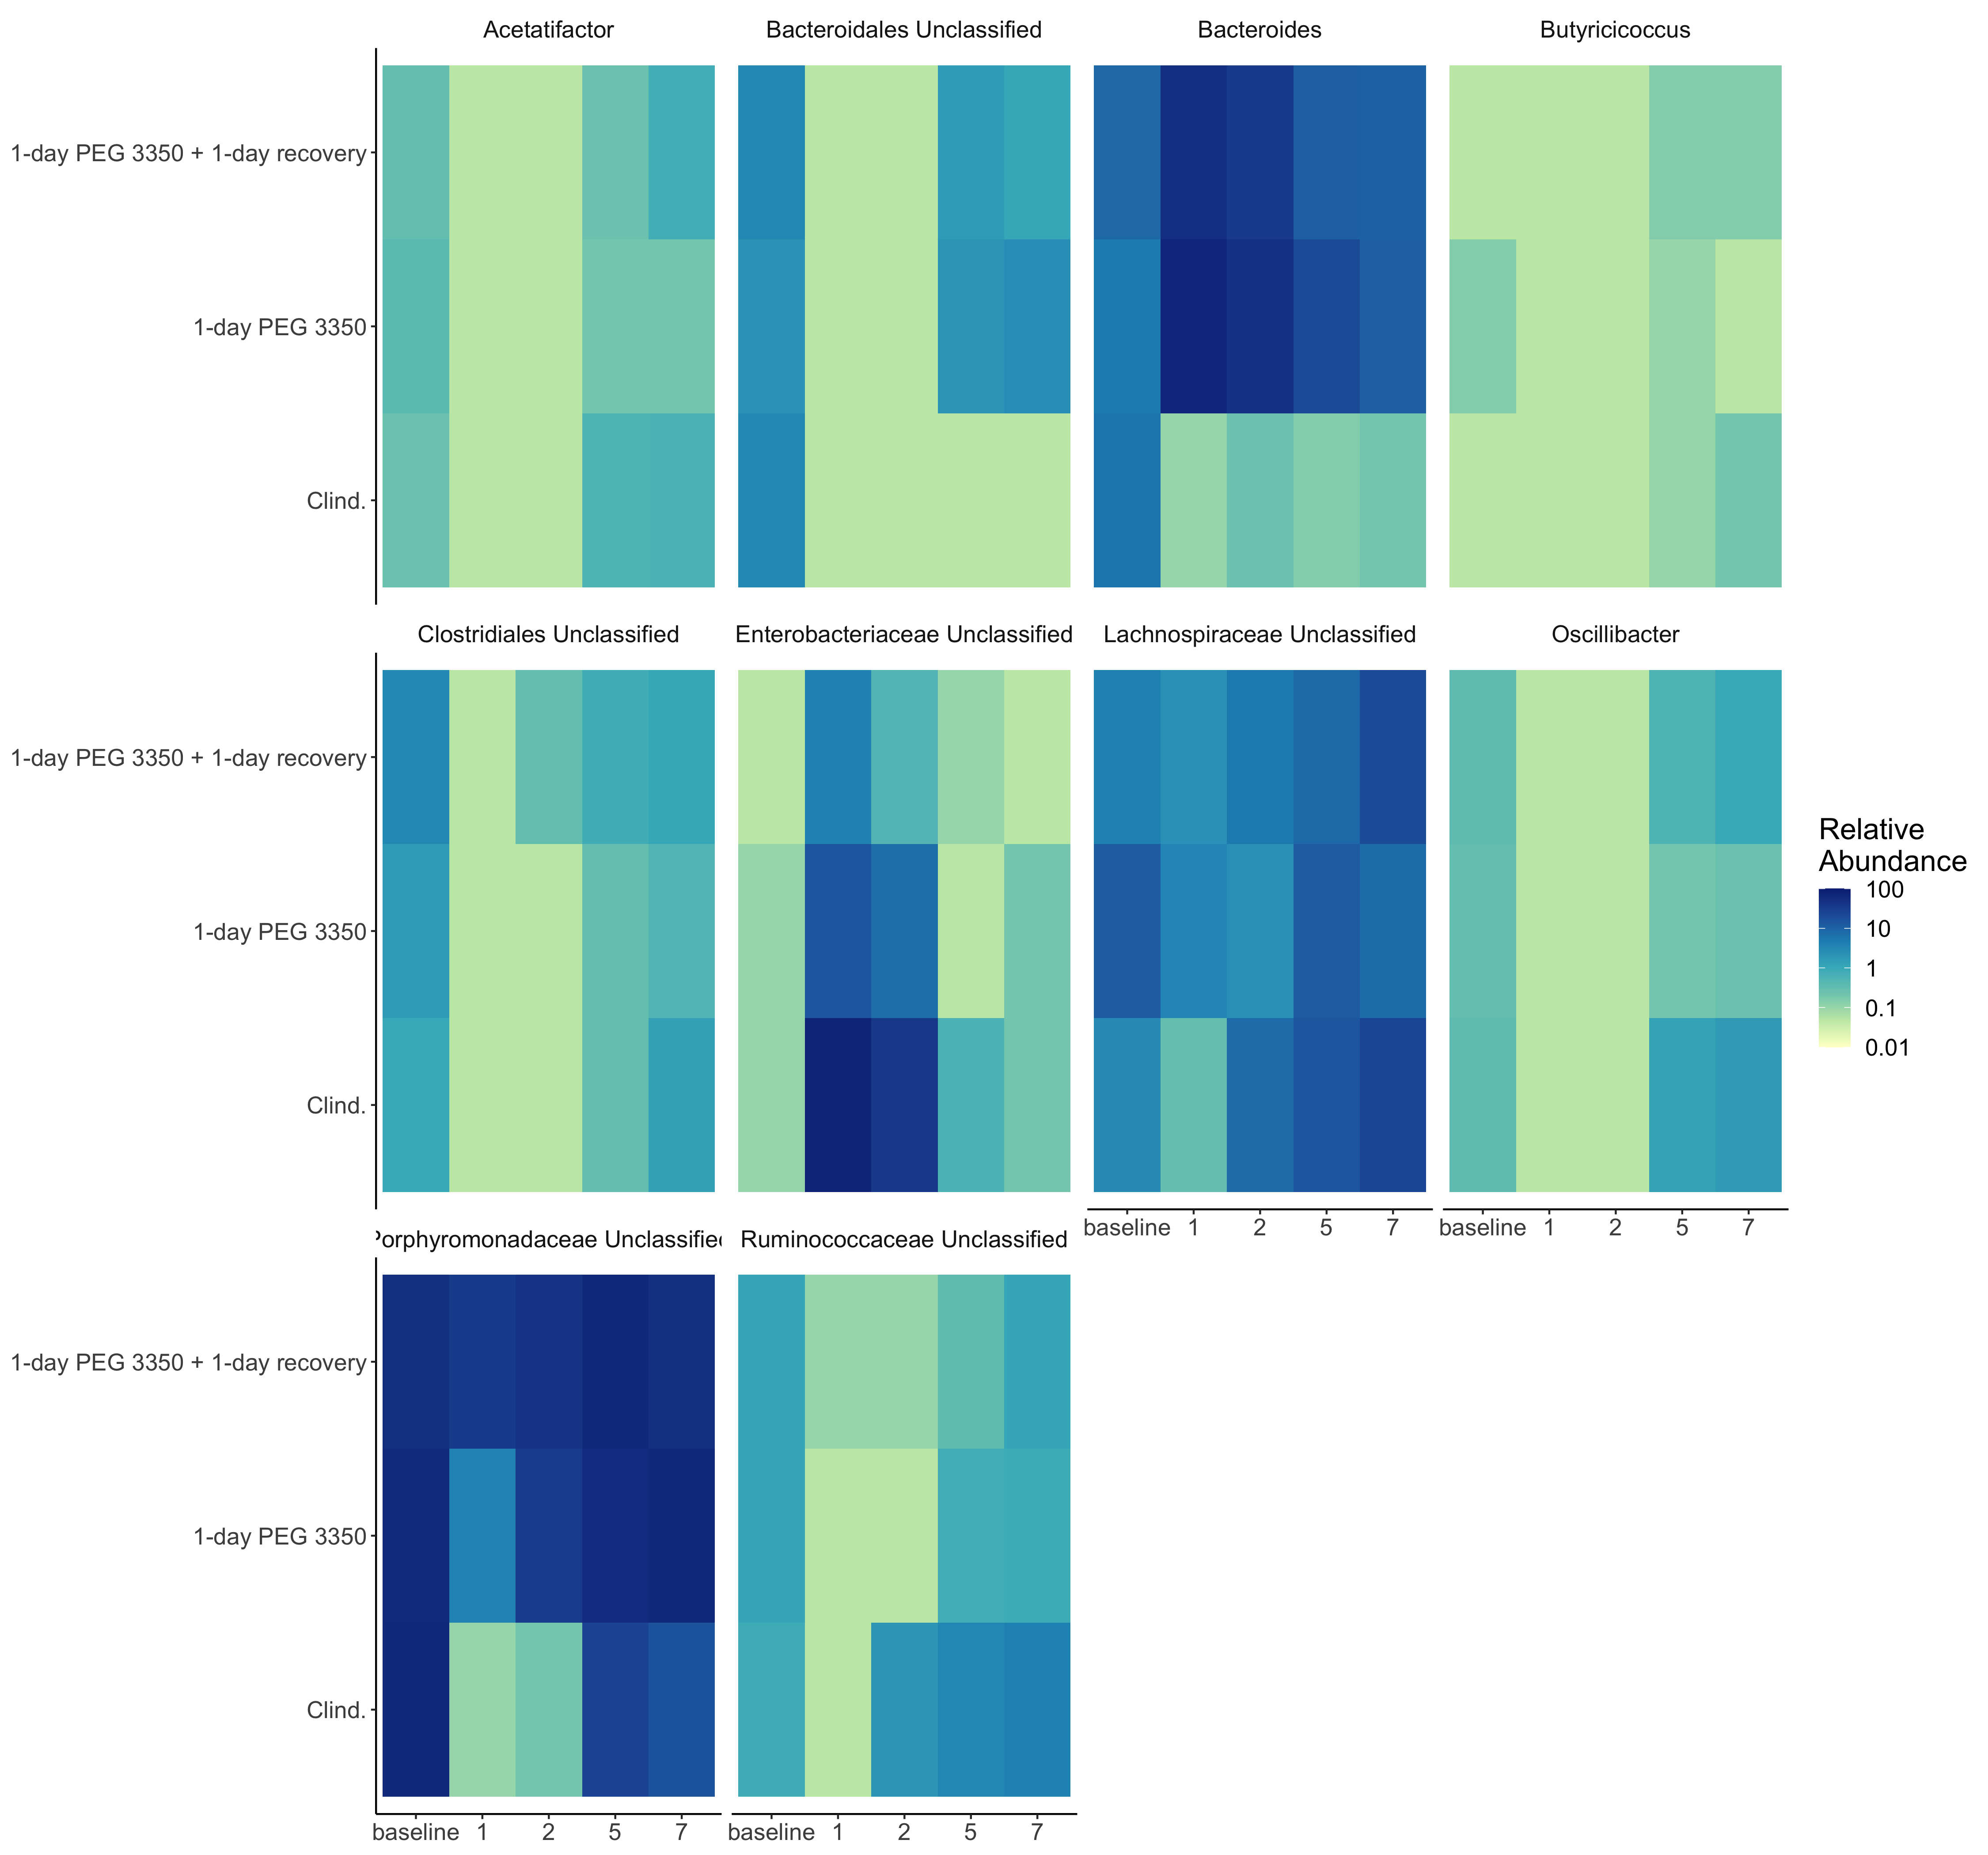 Acetatifactor
Bacteroidales Unclassified
Bacteroides
Butyricicoccus
1-day PEG 3350 + 1-day recovery
1-day PEG 3350
Clind.
Clostridiales Unclassified
Enterobacteriaceae Unclassified
Lachnospiraceae Unclassified
Oscillibacter
1-day PEG 3350 + 1-day recovery
1-day PEG 3350
Clind.
baseline 1 2 5 7
baseline 1 2 5 7
Porphyromonadaceae Unclassified
Ruminococcaceae Unclassified
1-day PEG 3350 + 1-day recovery
1-day PEG 3350
Clind.
baseline 1 2 5 7
baseline 1 2 5 7
Relative
Abundance
100
10
1
0.1
0.01